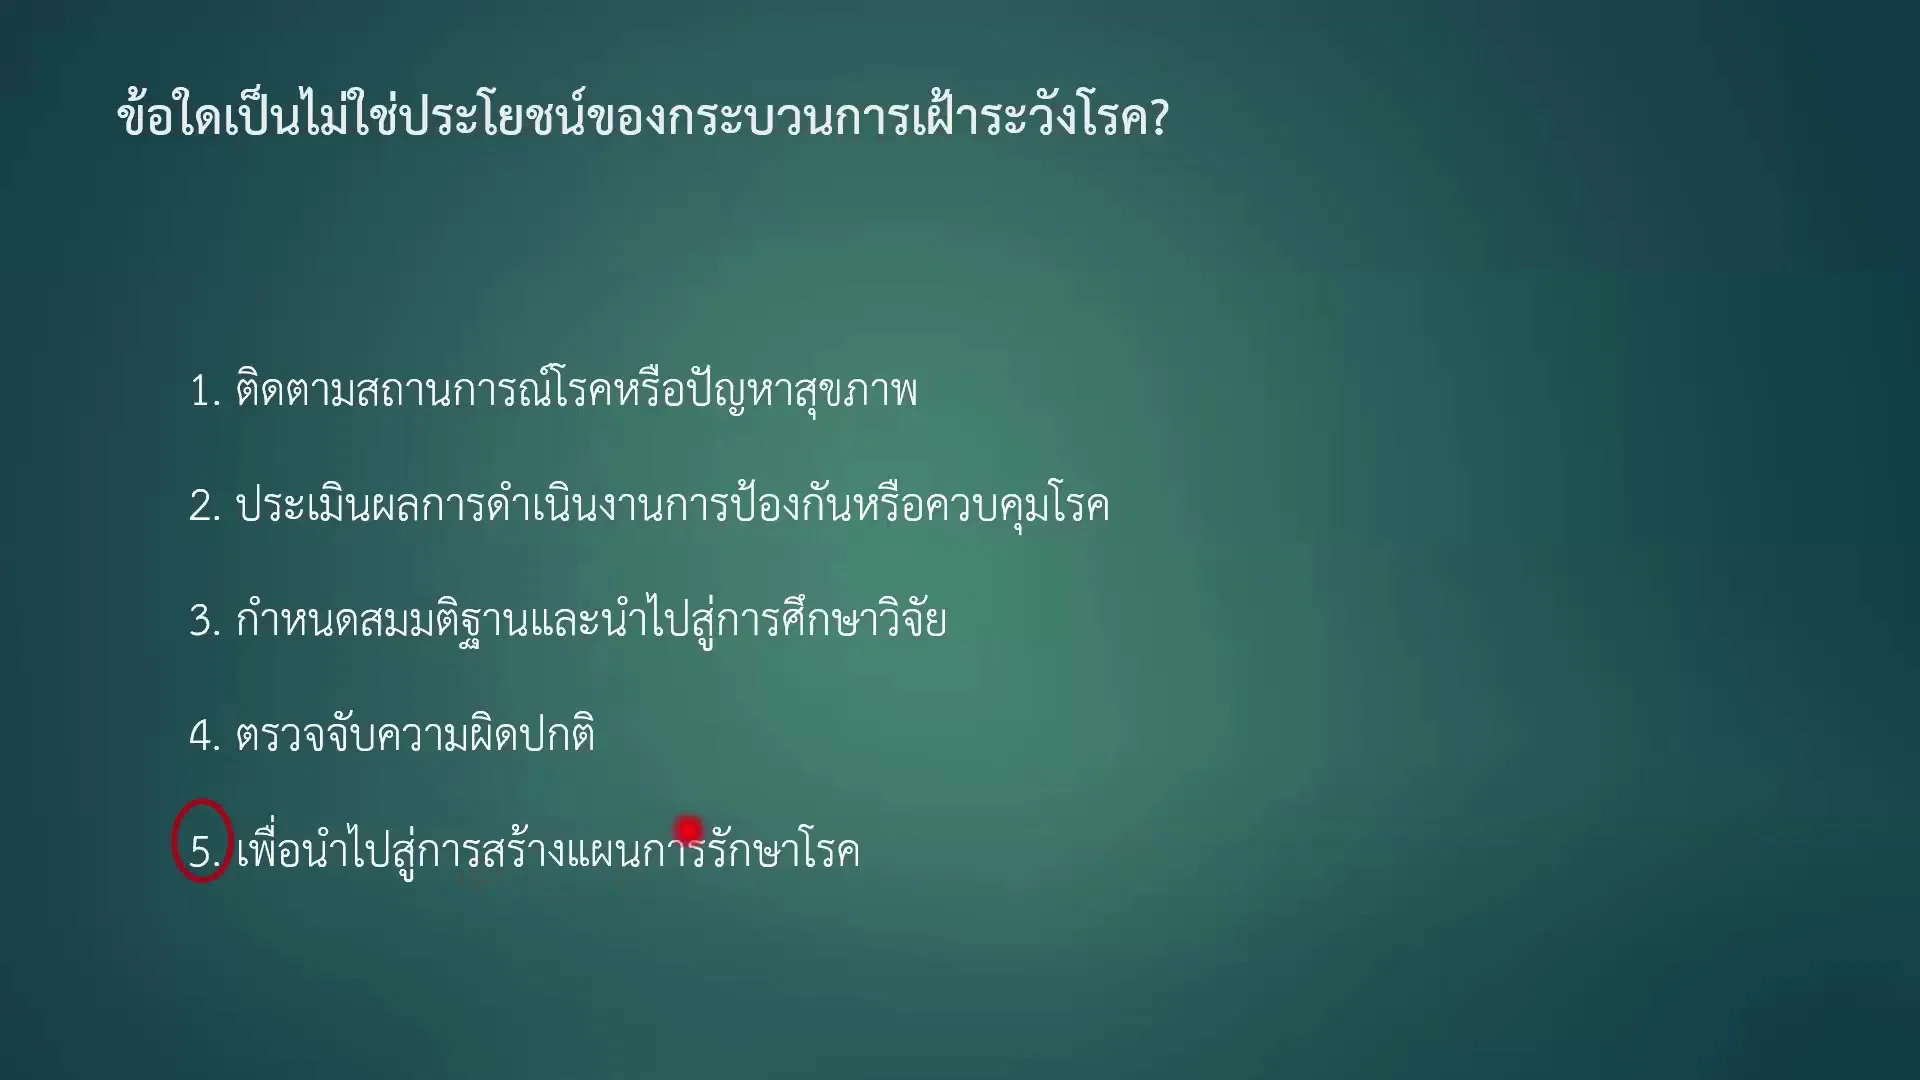 ข้อใดเป็นไม่ใช่ประโยชน์ของกระบวนการเฝ้าระวังโรค?
1. ติดตามสถานการณ์โรคหรือปัญหาสุขภาพ
2. ประเมินผลการดำเนินงานการป้องกันหรือควบคุมโรค
3. กำหนดสมมติฐานและนำไปสู่การศึกษาวิจัย
4. ตรวจจับความผิดปกติ
5. เพื่อนำไปสู่การสร้างแผนการรักษาโรค